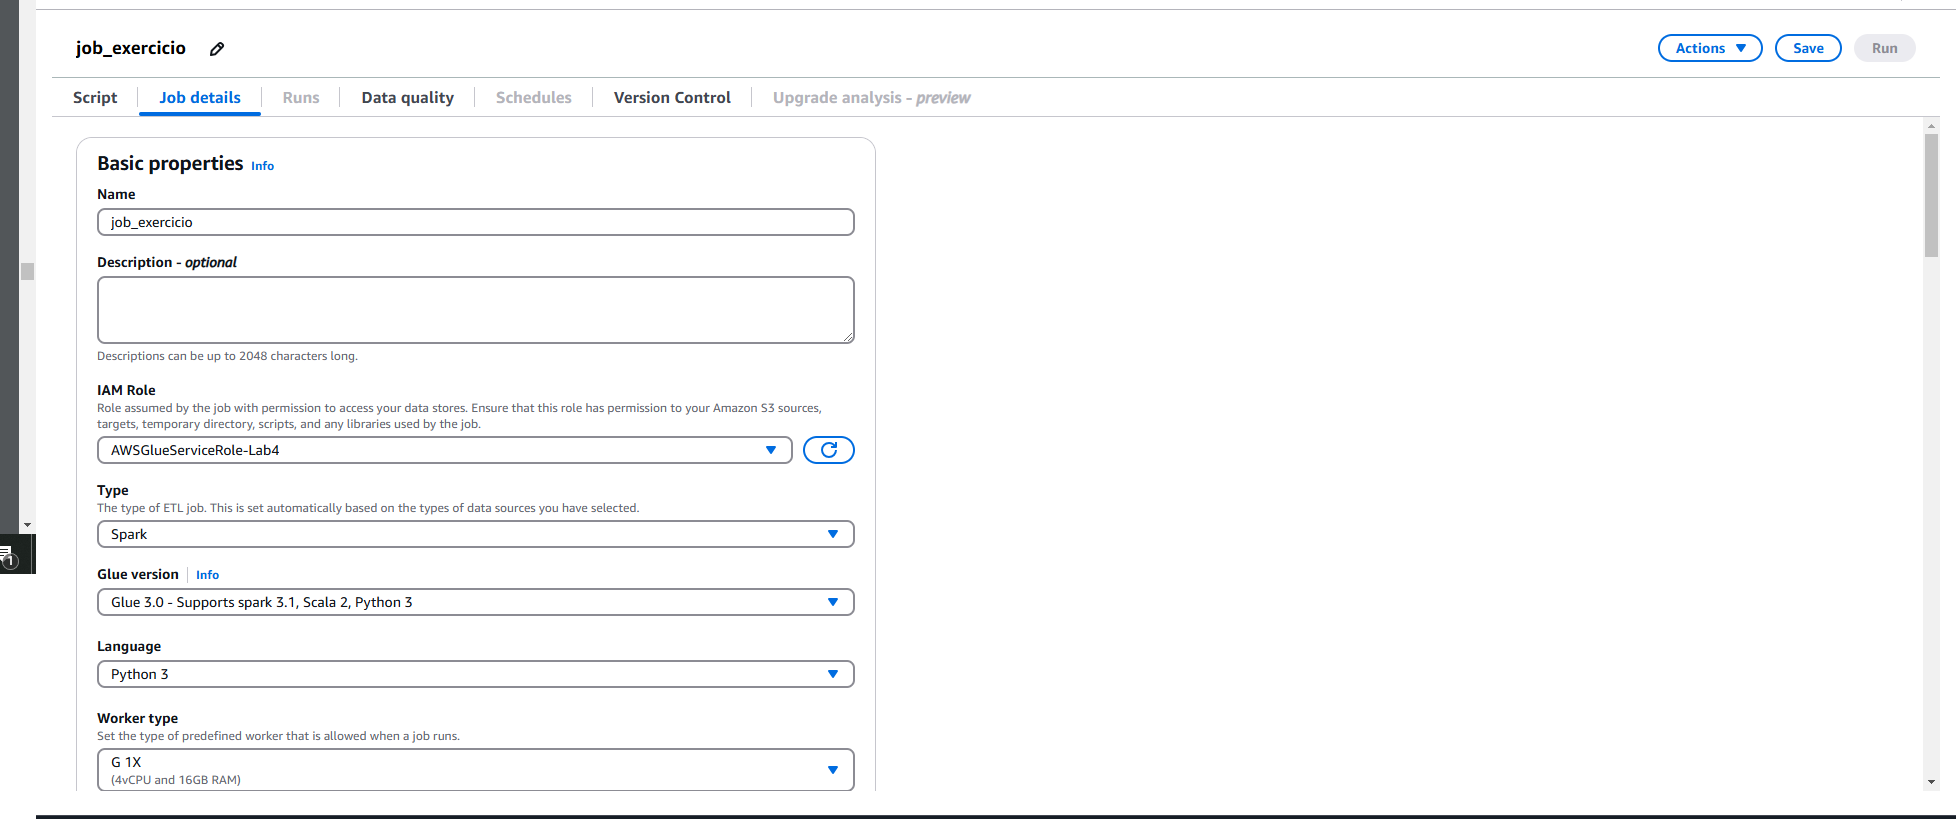 job_exercicio
Actions
Save
Run
Script
Job details
Runs
Data quality
Schedules
Version Control
Upgrade analysis - preview
Basic properties Info
Name
job_exercicio
Description - optional
Descriptions can be up to 2048 characters long.
IAM Role
Role assumed by the job with permission to access your data stores. Ensure that this role has permission to your Amazon S3 sources,
targets, temporary directory, scripts, and any libraries used by the job.
AWSGlueServiceRole-Lab4
Type
The type of ETL job. This is set automatically based on the types of data sources you have selected.
Spark
Glue version Info
Glue 3.0 - Supports spark 3.1, Scala 2, Python 3
Language
Python 3
Worker type
Set the type of predefined worker that is allowed when a job runs.
G 1X
(4vCPU and 16GB RAM)
1